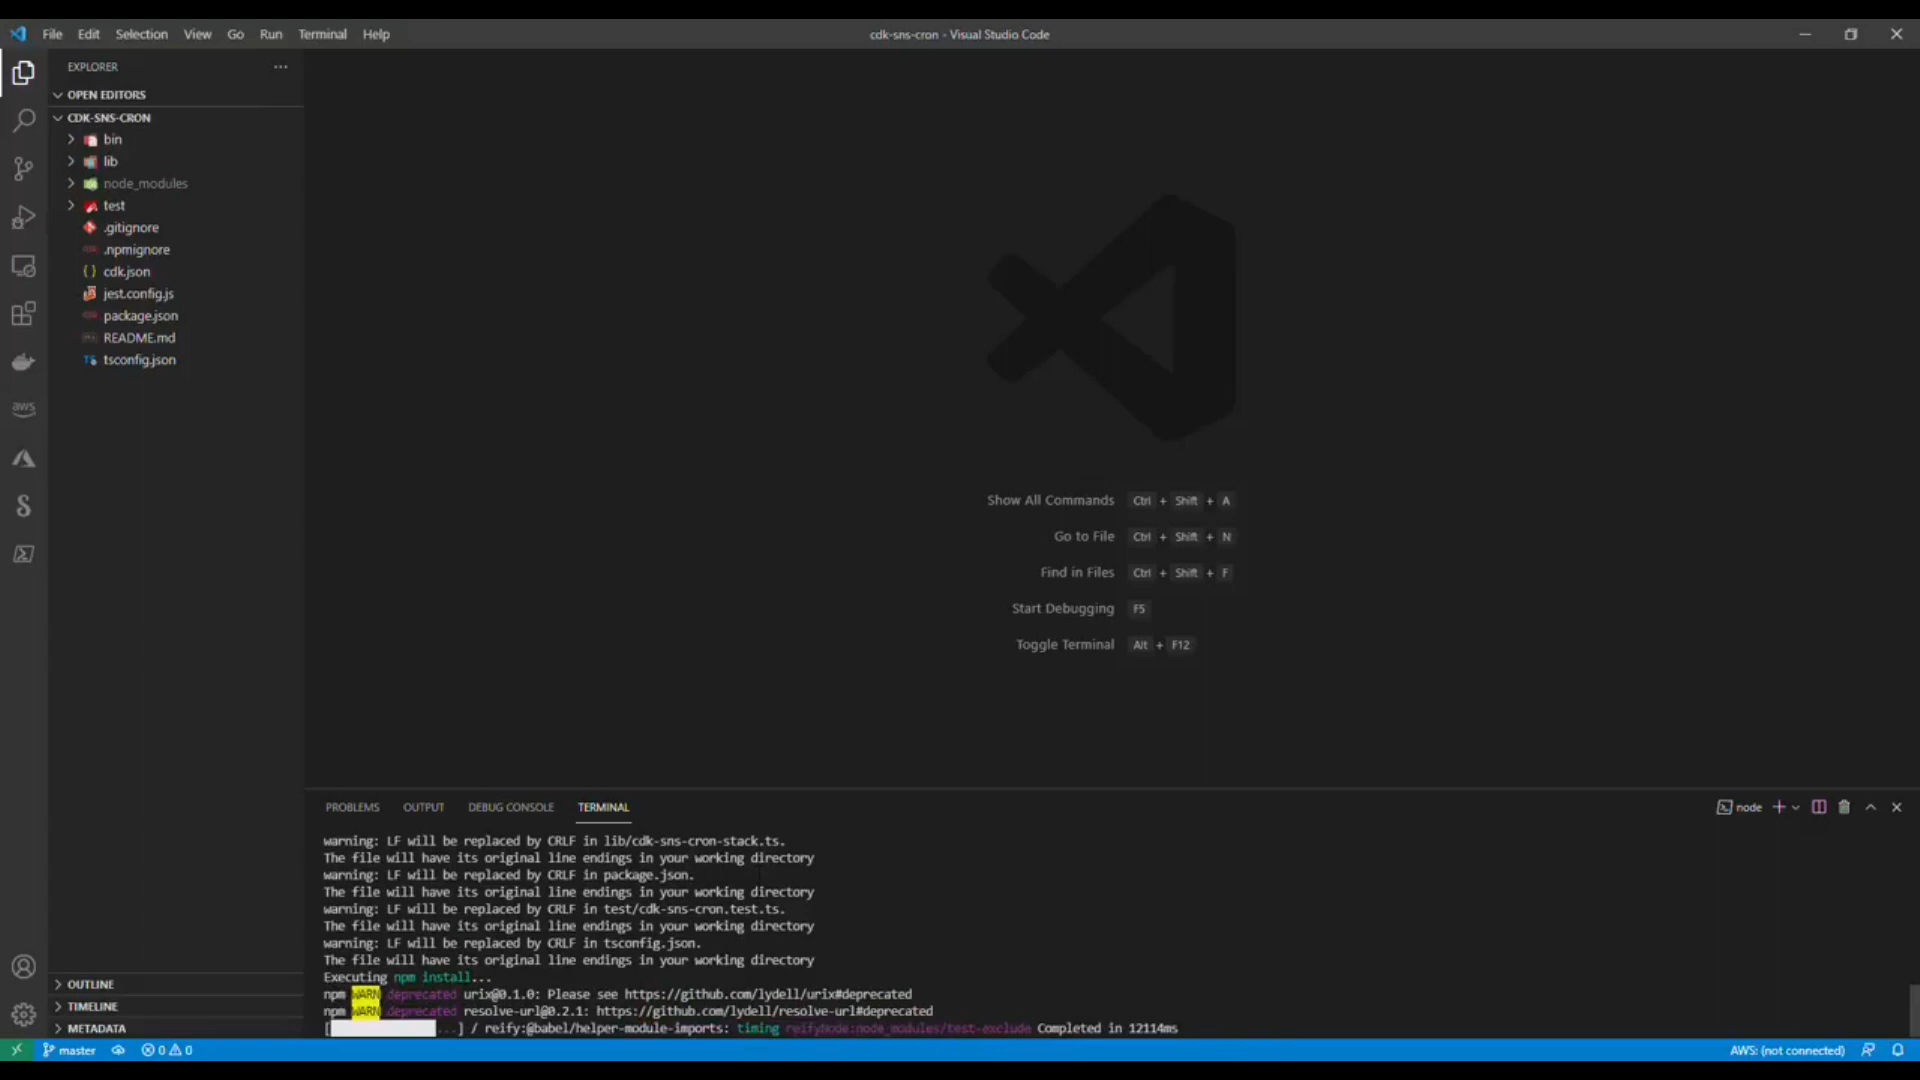 File Edit Selection View Go Run Terminal Help
cdk-sns-cron - Visual Studio Code
EXPLORER
OPEN EDITORS
CDK-SNS-CRON
bin
lib
node_modules
test
.gitignore
.npmignore
cdk.json
jest.config.js
package.json
README.md
tsconfig.json
aws
Show All Commands Ctrl + Shift + A
Go to File Ctrl + Shift + N
Find in Files Ctrl + Shift + F
Start Debugging F5
Toggle Terminal Alt + F12
PROBLEMS OUTPUT DEBUG CONSOLE TERMINAL
node
warning: LF will be replaced by CRLF in lib/cdk-sns-cron-stack.ts.
The file will have its original line endings in your working directory
warning: LF will be replaced by CRLF in package.json.
The file will have its original line endings in your working directory
warning: LF will be replaced by CRLF in test/cdk-sns-cron.test.ts.
The file will have its original line endings in your working directory
warning: LF will be replaced by CRLF in tsconfig.json.
The file will have its original line endings in your working directory
Executing npm install...
npm WARN deprecated urix@0.1.0: Please see https://github.com/lydell/urix#deprecated
npm WARN deprecated resolve-url@0.2.1: https://github.com/lydell/resolve-url#deprecated
[ ...] / reify:@babel/helper-module-imports: timing reifyNode:node_modules/test-exclude Completed in 12114ms
OUTLINE
TIMELINE
METADATA
master 0 0
AWS: (not connected)